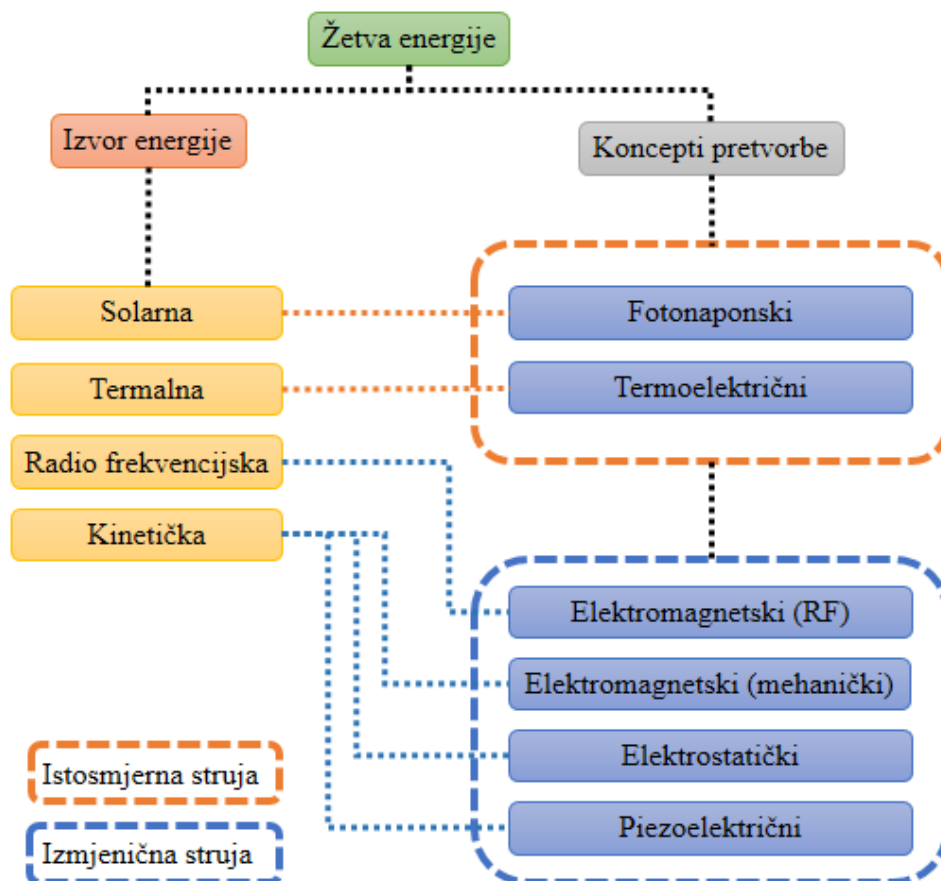 Žetva energije
Izvor energije
Koncepti pretvorbe
Solarna
Fotonaponski
Termalna
Termoelektrični
Radio frekvencijska
Kinetička
Elektromagnetski (RF)
Elektromagnetski (mehanički)
Elektrostatički
Piezoelektrični
Istosmjerna struja
Izmjenična struja